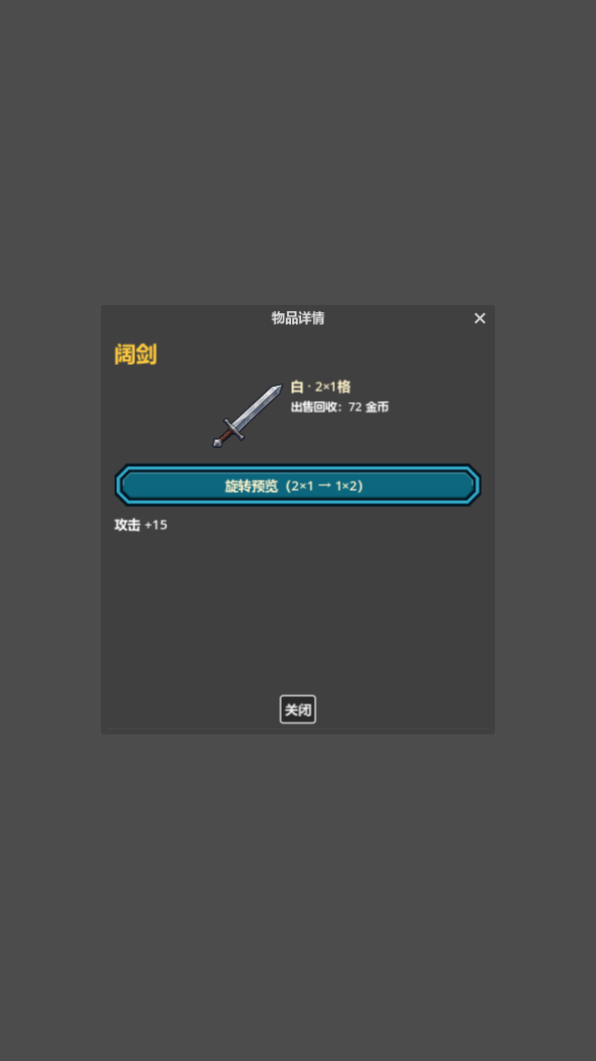 物品详情
阔剑
白 · 2×1格
出售回收：72 金币
旋转预览（2×1 → 1×2）
攻击 +15
关闭